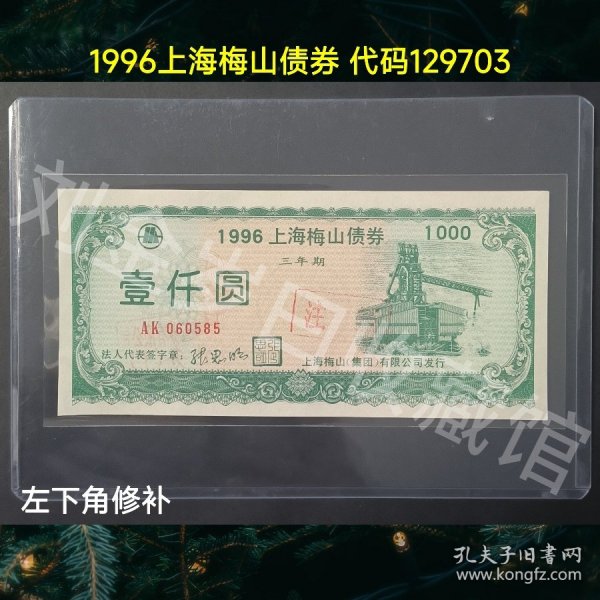 1996上海梅山债券 代码129703
1996 上海梅山债券
1000
三年期
壹仟圆
AK 060585
注
法人代表签字章：
上海梅山(集团)有限公司发行
左下角修补
孔夫子旧书网
www.kongfz.com